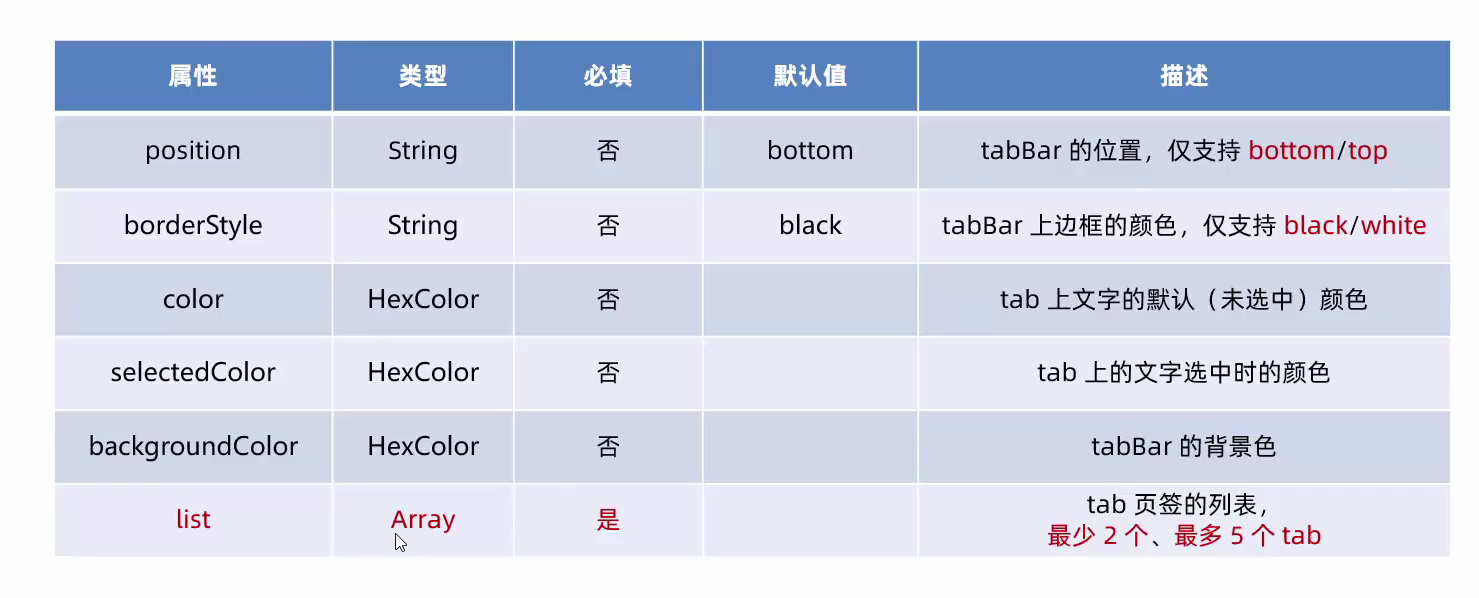 属性 类型 必填 默认值 描述
position String 否 bottom tabBar 的位置，仅支持 bottom/top
borderStyle String 否 black tabBar 上边框的颜色，仅支持 black/white
color HexColor 否 tab 上文字的默认（未选中）颜色
selectedColor HexColor 否 tab 上的文字选中时的颜色
backgroundColor HexColor 否 tabBar 的背景色
list Array 是 tab 页签的列表，
最少 2 个、最多 5 个 tab